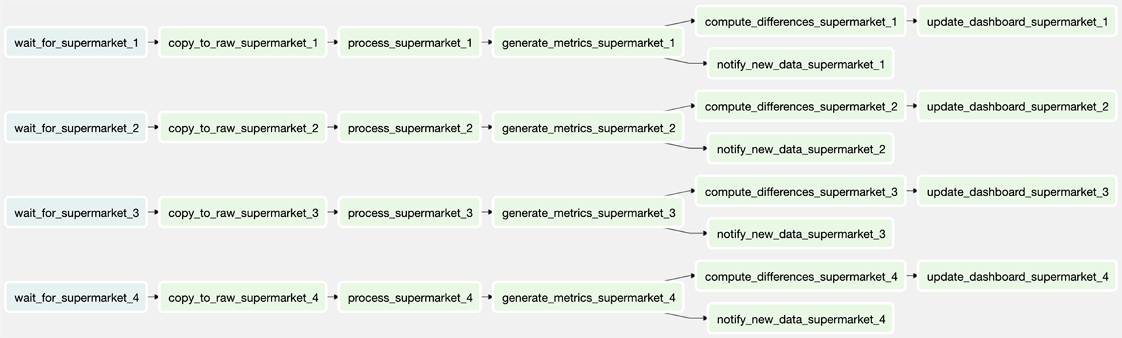 compute_differences_supermarket_1 update_dashboard_supermarket_1
wait_for_supermarket_1 copy_to_raw_supermarket_1 process_supermarket_1 generate_metrics_supermarket_1
notify_new_data_supermarket_1
compute_differences_supermarket_2 update_dashboard_supermarket_2
wait_for_supermarket_2 copy_to_raw_supermarket_2 process_supermarket_2 generate_metrics_supermarket_2
notify_new_data_supermarket_2
compute_differences_supermarket_3 update_dashboard_supermarket_3
wait_for_supermarket_3 copy_to_raw_supermarket_3 process_supermarket_3 generate_metrics_supermarket_3
notify_new_data_supermarket_3
compute_differences_supermarket_4 update_dashboard_supermarket_4
wait_for_supermarket_4 copy_to_raw_supermarket_4 process_supermarket_4 generate_metrics_supermarket_4
notify_new_data_supermarket_4